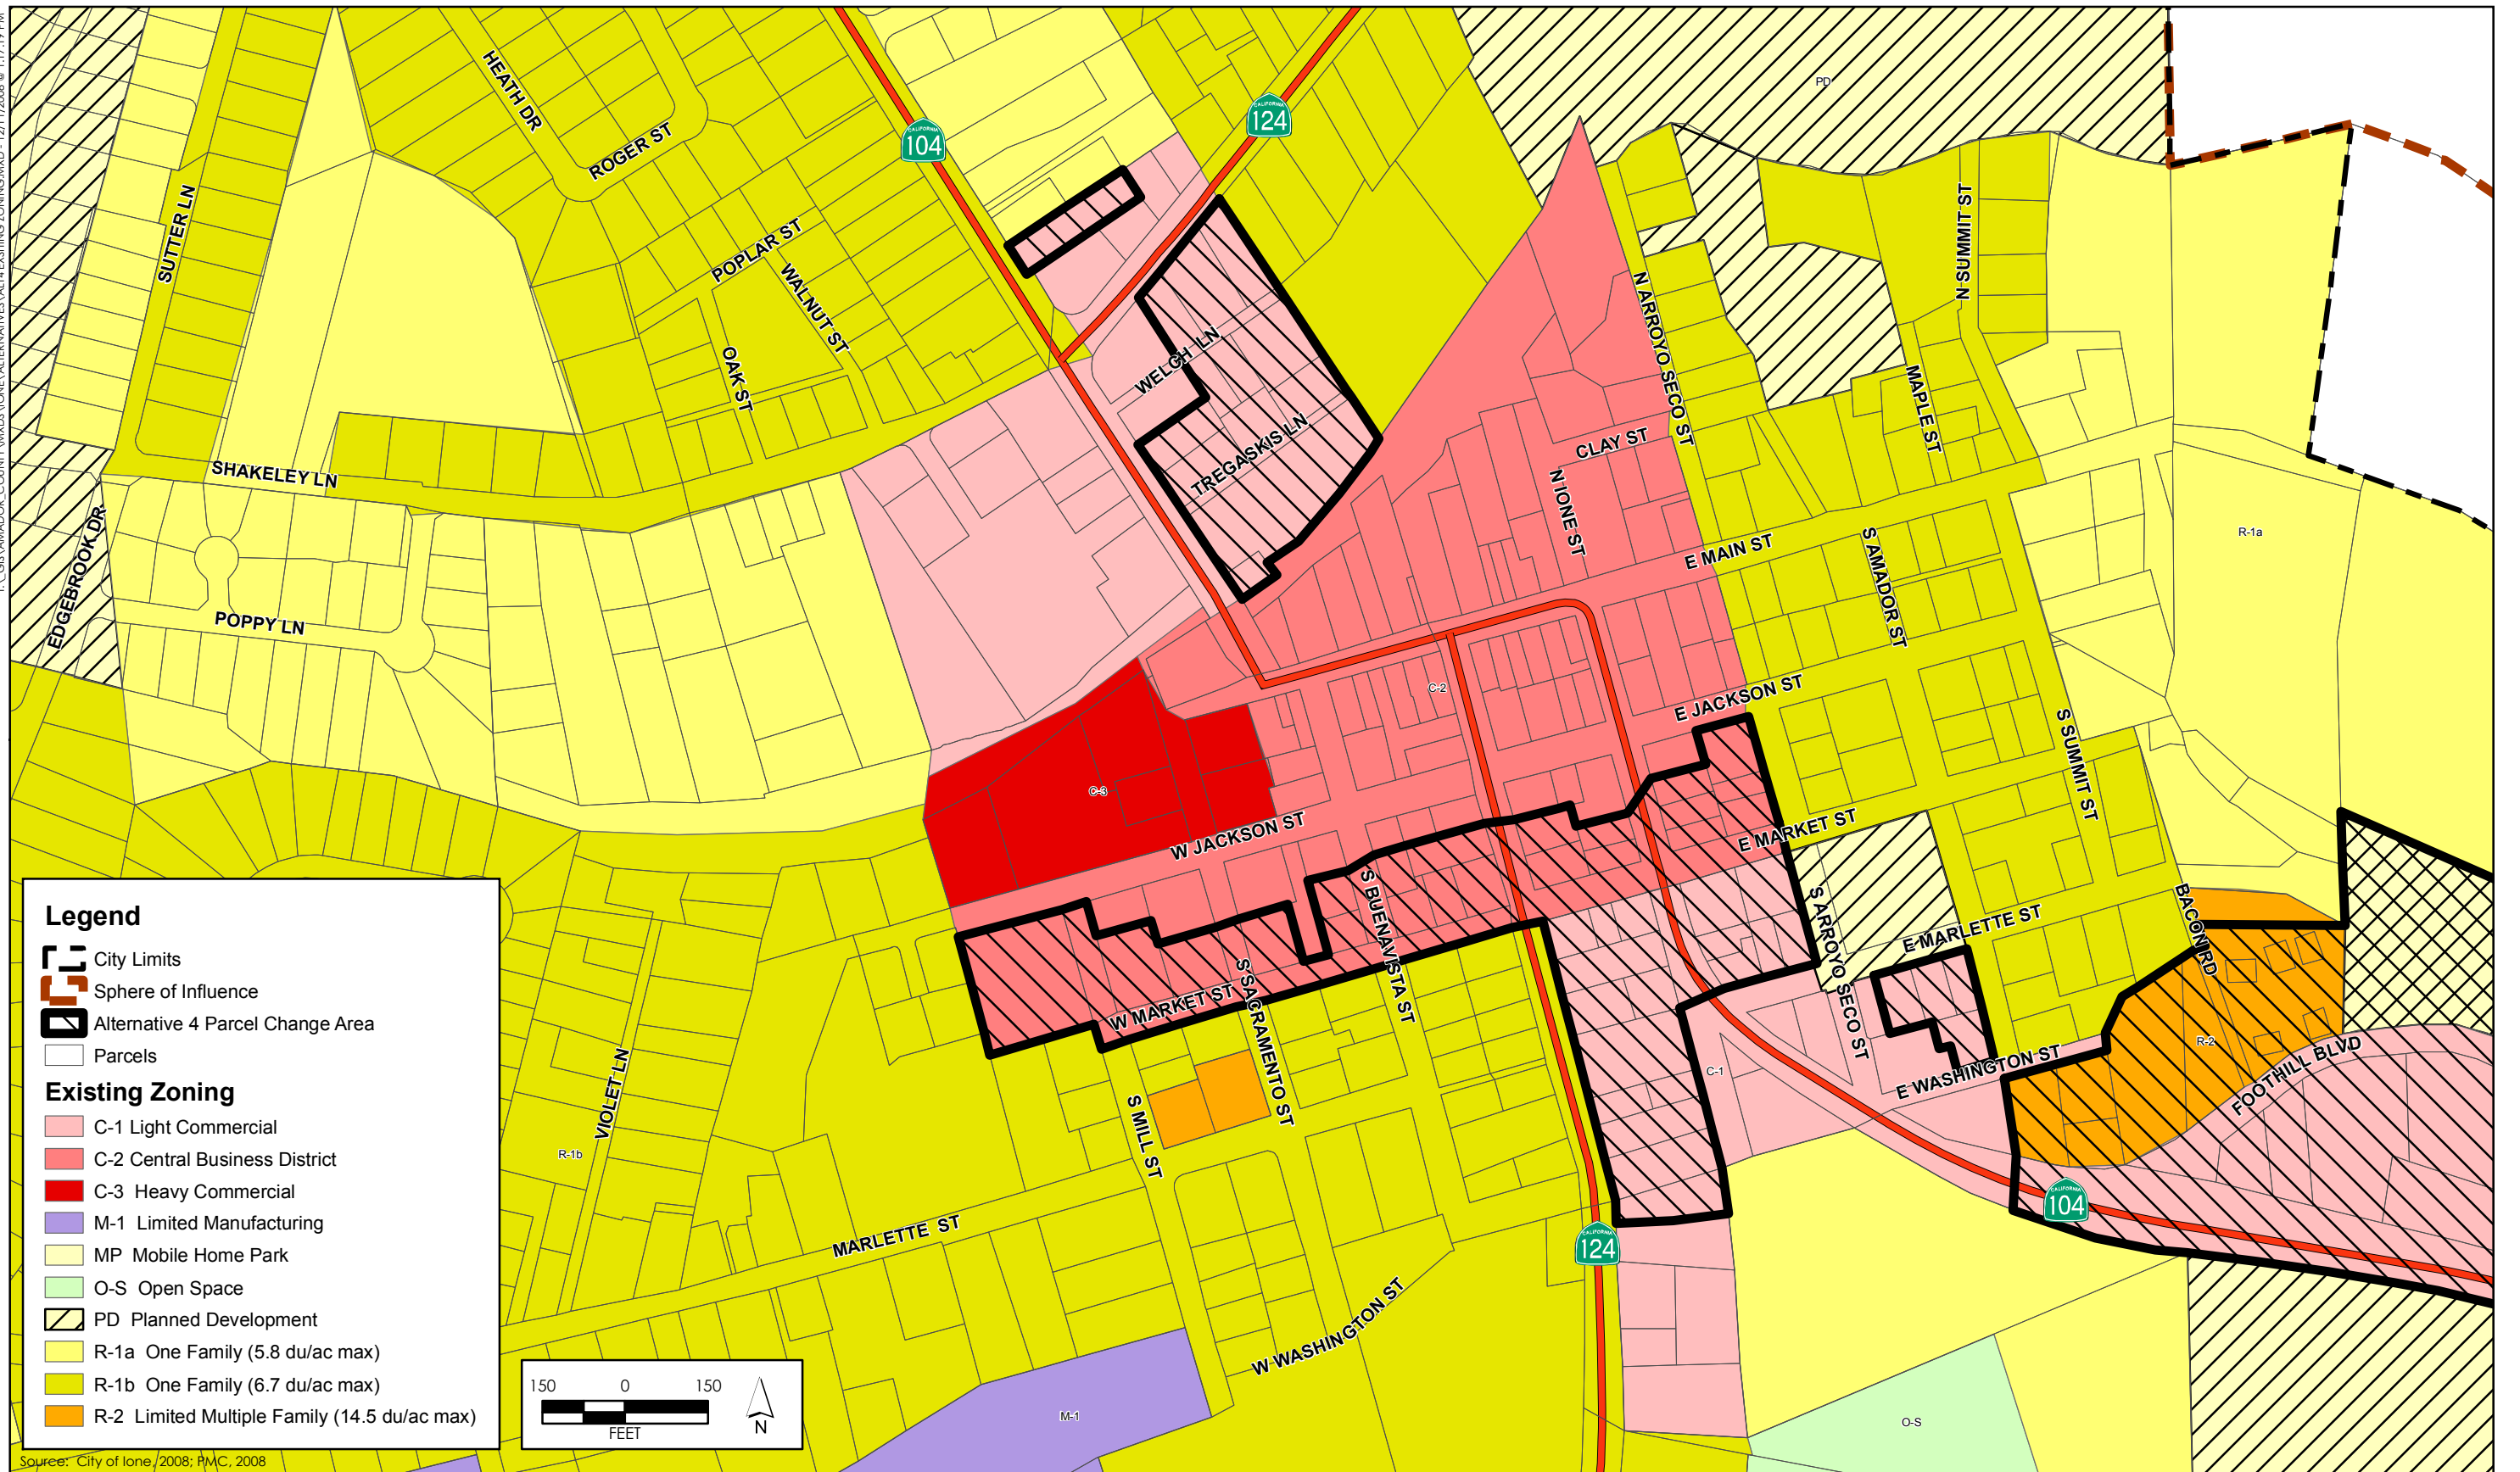 HEATH DR
ROGER ST
CALIFORNIA
104
CALIFORNIA
124
PD
SUTTER LN
POPLAR ST
WALNUT ST
OAK ST
WELCH LN
TREGASKIS LN
N ARROYO SECO ST
N SUMMIT ST
MAPLE ST
CLAY ST
N IONE ST
SHAKELEY LN
EDGEBROOK DR
POPPY LN
E MAIN ST
S AMADOR ST
R-1a
C-2
E JACKSON ST
S SUMMIT ST
C-3
W JACKSON ST
E MARKET ST
S BUENAVISTA ST
S ARROYO SECO ST
E MARLETTE ST
BACON RD
W MARKET ST
S SACRAMENTO ST
C-1
E WASHINGTON ST
R-2
FOOTHILL BLVD
VIOLET LN
R-1b
S MILL ST
MARLETTE ST
CALIFORNIA
104
CALIFORNIA
124
W WASHINGTON ST
M-1
O-S
Legend
City Limits
Sphere of Influence
Alternative 4 Parcel Change Area
Parcels
Existing Zoning
C-1 Light Commercial
C-2 Central Business District
C-3 Heavy Commercial
M-1 Limited Manufacturing
MP Mobile Home Park
O-S Open Space
PD Planned Development
R-1a One Family (5.8 du/ac max)
R-1b One Family (6.7 du/ac max)
R-2 Limited Multiple Family (14.5 du/ac max)
150 0 150
FEET
N
Source: City of Ione, 2008; PMC, 2008